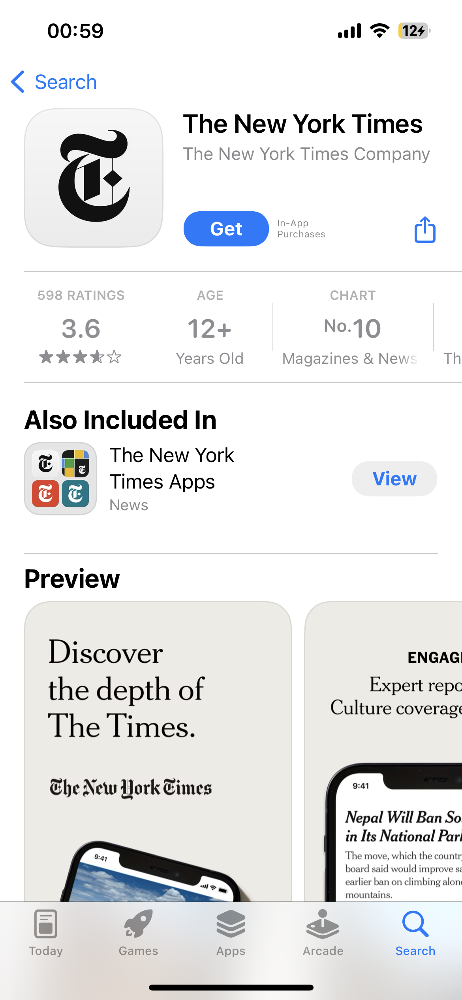 00:59
12
Search
The New York Times
The New York Times Company
Get
In-App
Purchases
598 RATINGS
3.6
AGE
12+
Years Old
CHART
No.10
Magazines & News
Th
Also Included In
The New York
Times Apps
News
View
Preview
Discover
the depth of
The Times.
The New York Times
9:41
ENGAG
Expert repo
Culture coverage
9:41
Nepal Will Ban So
in Its National Park
The move, which the country
board said would improve sa
earlier ban on climbing alone
mountains.
Today
Games
Apps
Arcade
Search